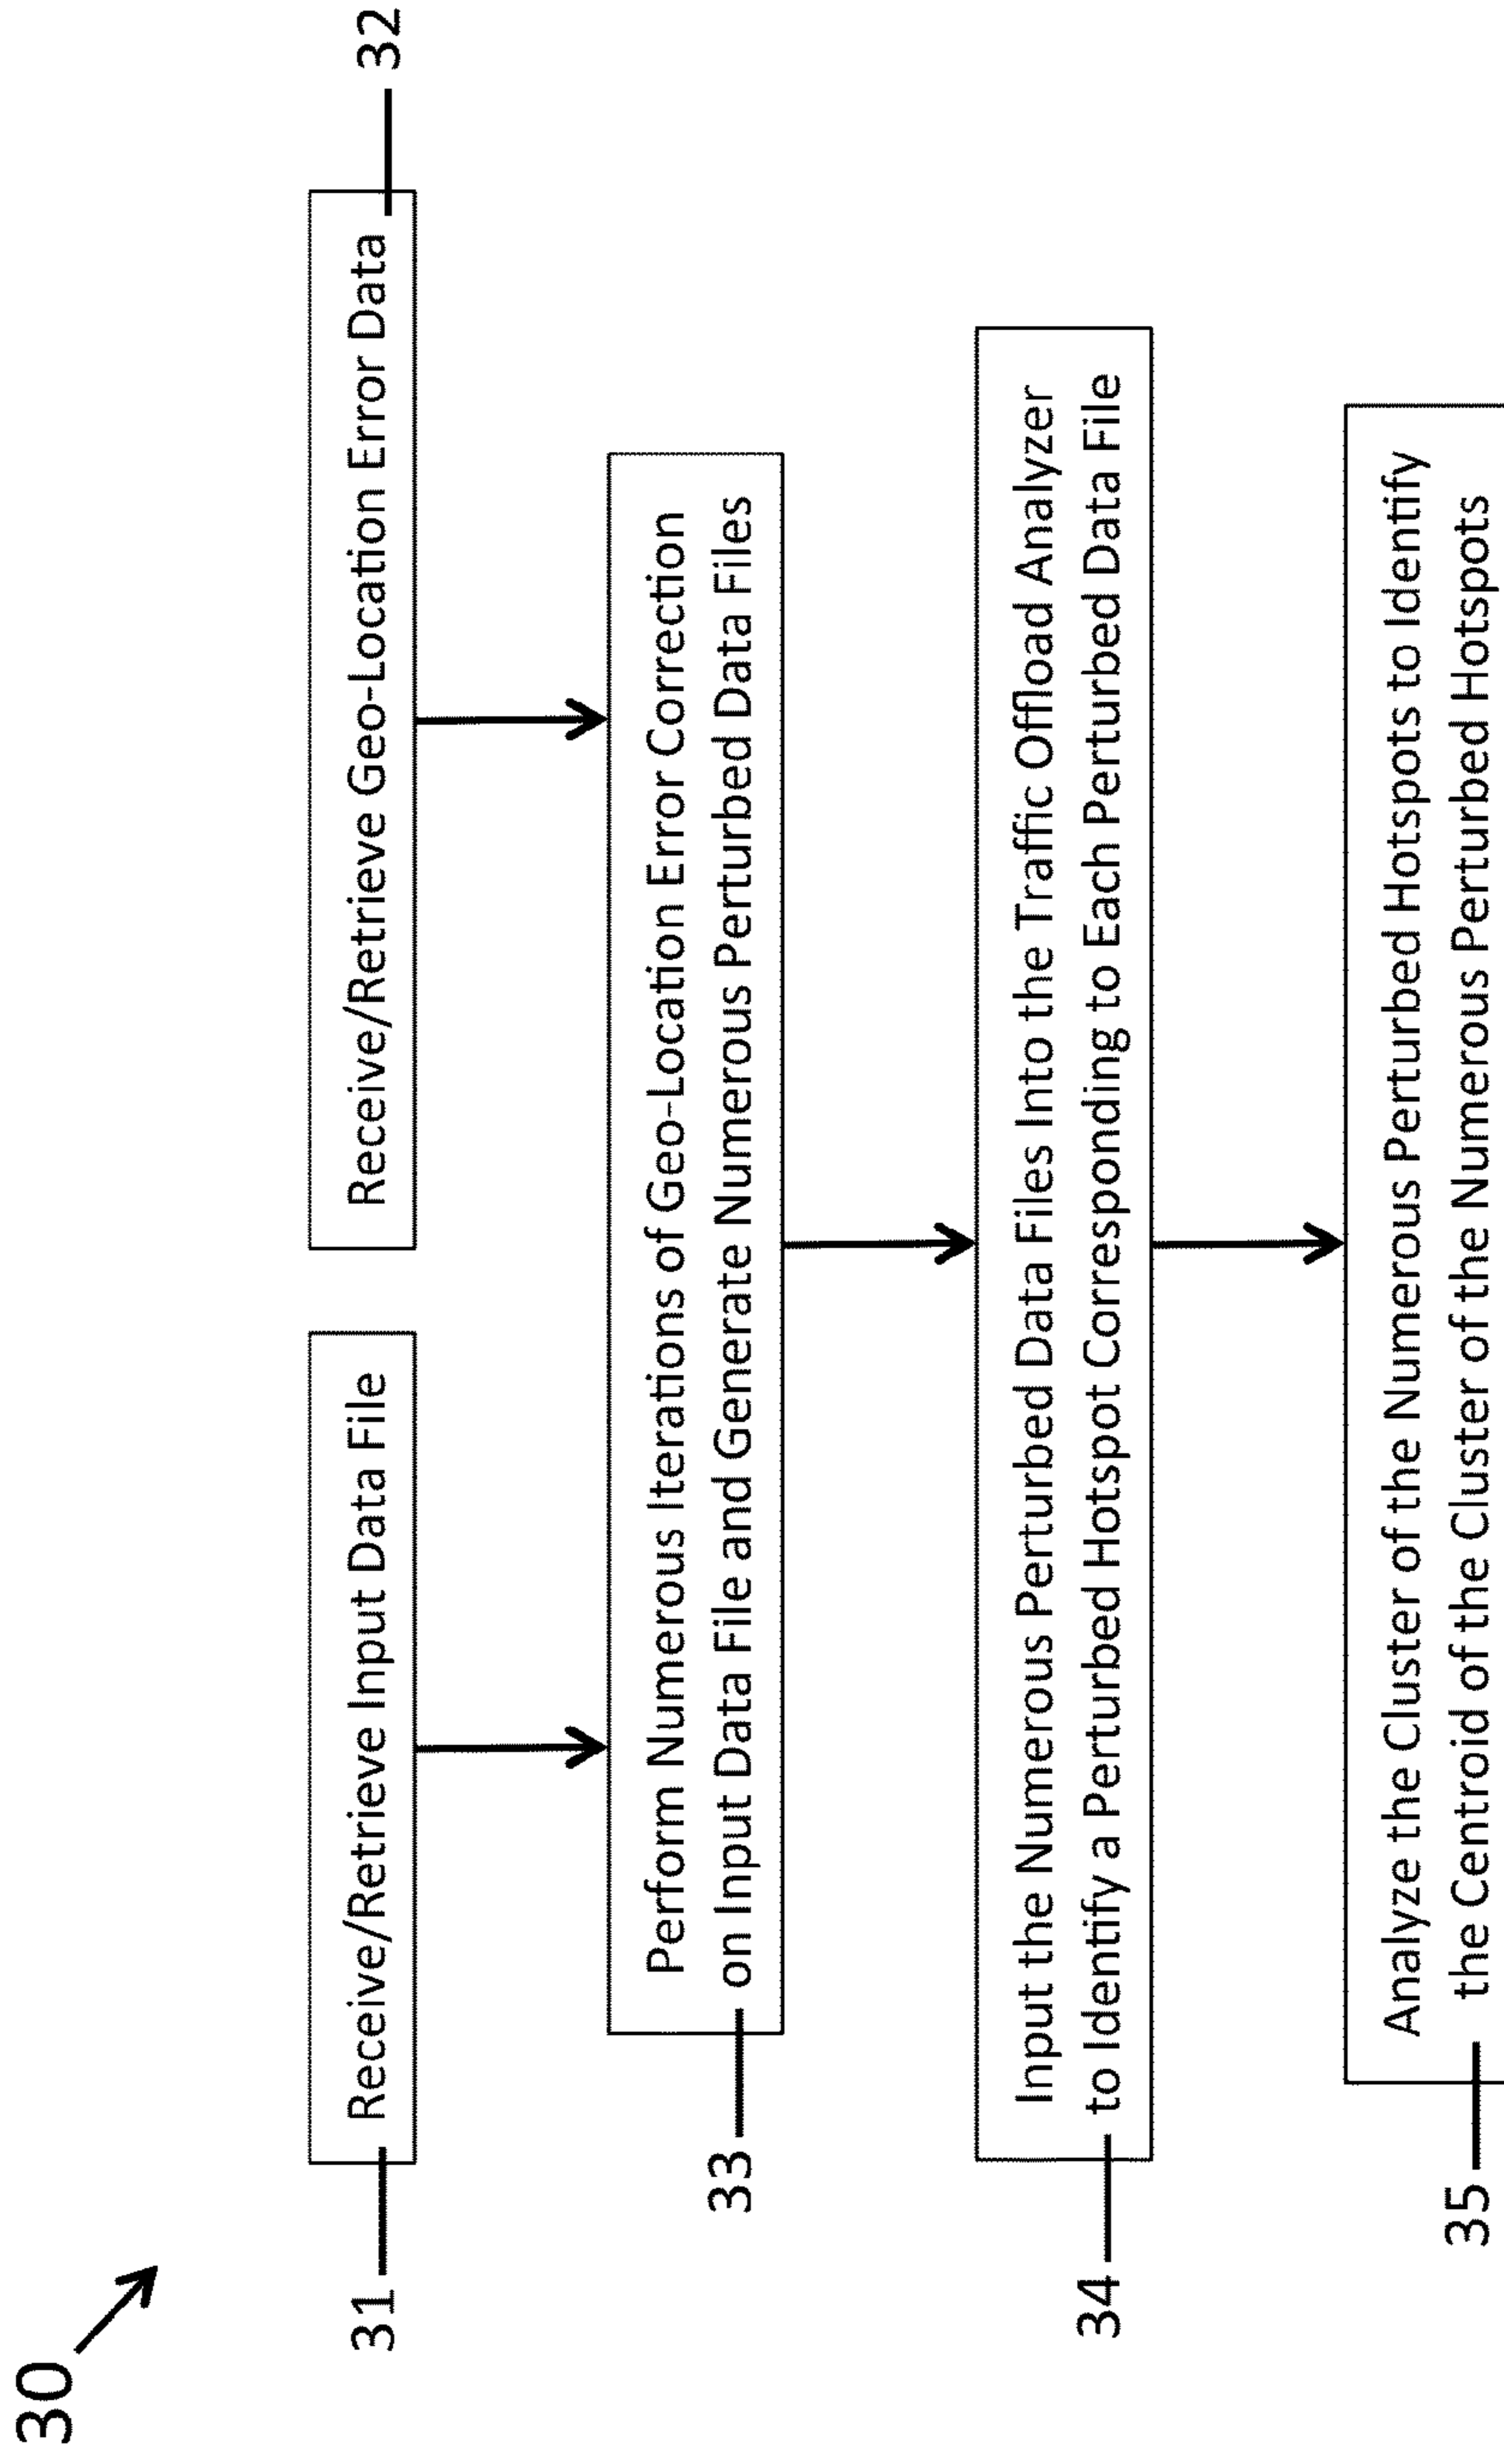 30
31
Receive/Retrieve Input Data File
Receive/Retrieve Geo-Location Error Data
32
Perform Numerous Iterations of Geo-Location Error Correction
on Input Data File and Generate Numerous Perturbed Data Files
33
Input the Numerous Perturbed Data Files Into the Traffic Offload Analyzer
to Identify a Perturbed Hotspot Corresponding to Each Perturbed Data File
34
Analyze the Cluster of the Numerous Perturbed Hotspots to Identify
the Centroid of the Cluster of the Numerous Perturbed Hotspots
35